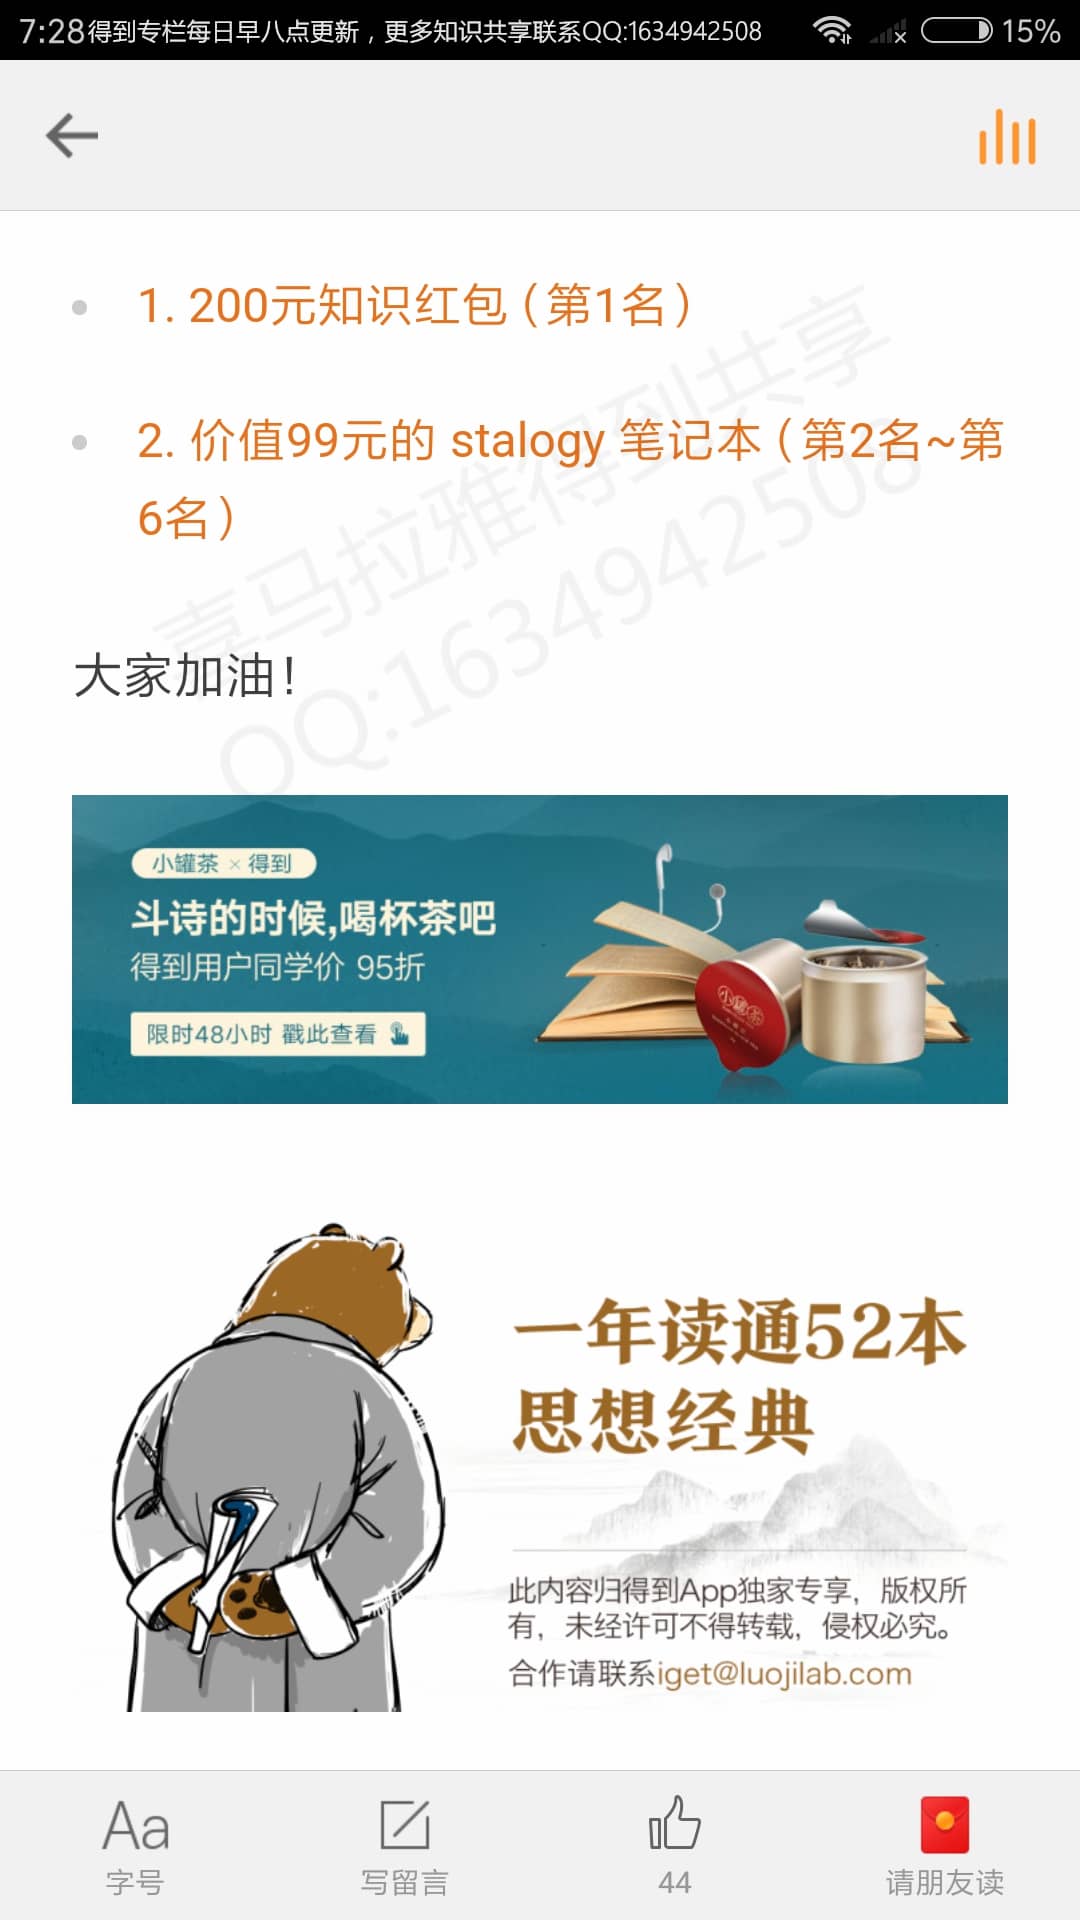 7:28得到专栏每日早八点更新，更多知识共享联系QQ:1634942508
15%
1. 200元知识红包（第1名）
2. 价值99元的 stalogy 笔记本（第2名~第
6名）
喜马拉雅得到共享
QQ:1634942508
大家加油！
小罐茶 × 得到
斗诗的时候,喝杯茶吧
得到用户同学价 95折
限时48小时 戳此查看
小罐茶
一年读通52本
思想经典
此内容归得到App独家专享，版权所
有，未经许可不得转载，侵权必究。
合作请联系iget@luojilab.com
Aa
字号
写留言
44
请朋友读